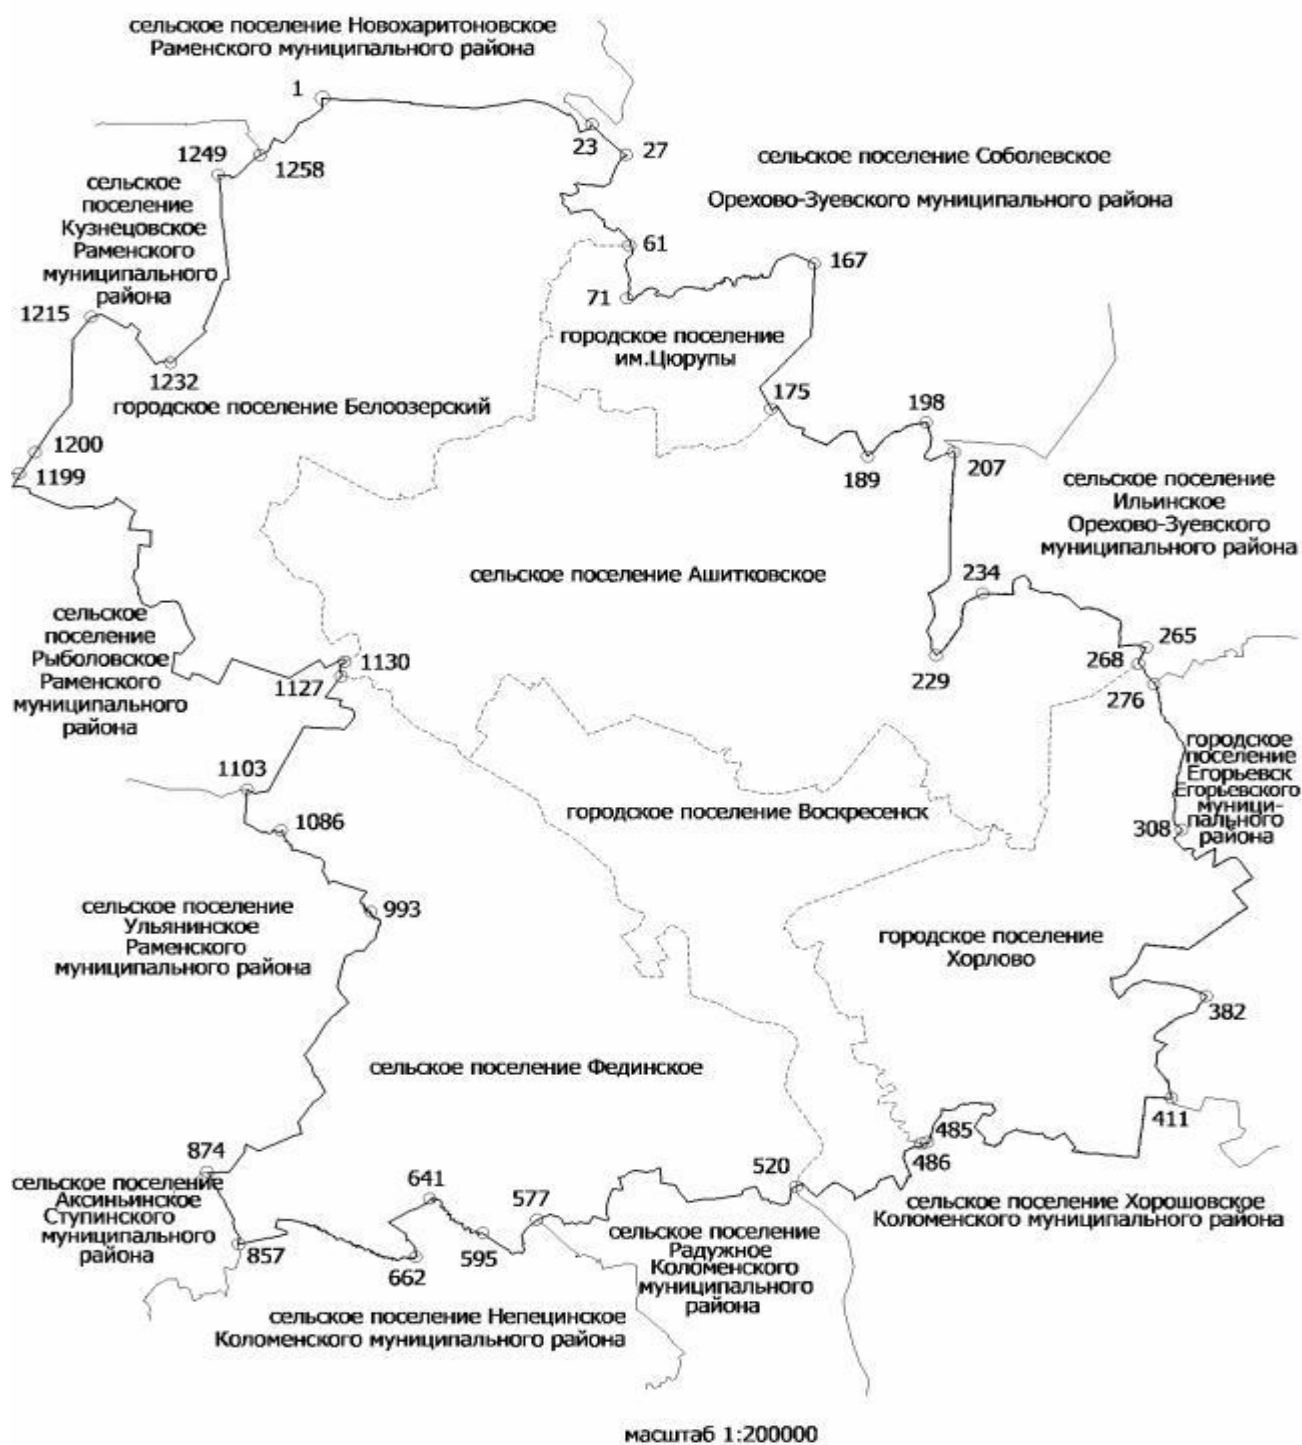 сельское поселение Новохаритоновское
Раменского муниципального района
1
23
27
1249
1258
сельское поселение Соболевское
Орехово-Зуевского муниципального района
сельское
поселение
Кузнецовское
Раменского
муниципального
района
61
167
71
1215
городское поселение
им.Цюрупы
1232
городское поселение Белоозерский
175
198
1200
1199
189
207
сельское поселение
Ильинское
Орехово-Зуевского
муниципального района
сельское поселение Ашитковское
234
сельское
поселение
Рыболовское
Раменского
муниципального
района
265
268
229
276
1130
1127
городское
поселение
Егорьевск
Егорьевского
муници-
пального
района
1103
городское поселение Воскресенск
1086
308
сельское поселение
Ульянинское
Раменского
муниципального района
993
городское поселение
Хорлово
382
сельское поселение Фединское
411
485
486
874
сельское поселение
Аксиньинское
Ступинского
муниципального
района
857
641
662
595
577
520
сельское поселение Хорошовское
Коломенского муниципального района
сельское поселение
Радужное
Коломенского
муниципального
района
сельское поселение Непецинское
Коломенского муниципального района
масштаб 1:200000